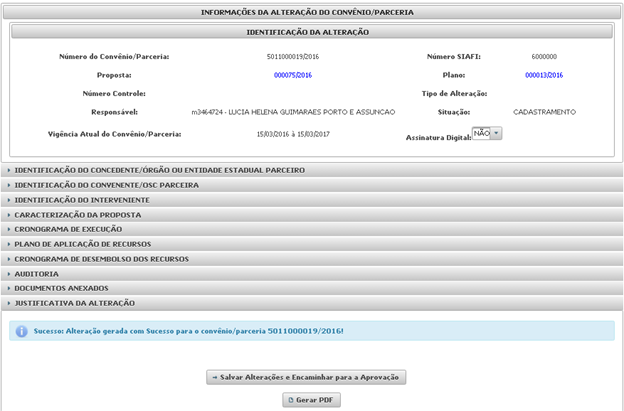 INFORMAÇÕES DA ALTERAÇÃO DO CONVÊNIO/PARCERIA
IDENTIFICAÇÃO DA ALTERAÇÃO
Número do Convênio/Parceria: 5011000019/2016 Número SIAFI: 6000000
Proposta: 000075/2016 Plano: 000013/2016
Número Controle: Tipo de Alteração:
Responsável: m3464724 - LUCIA HELENA GUIMARAES PORTO E ASSUNCAO Situação: CADASTRAMENTO
Vigência Atual do Convênio/Parceria: 15/03/2016 à 15/03/2017 Assinatura Digital: NÃO
IDENTIFICAÇÃO DO CONCEDENTE/ÓRGÃO OU ENTIDADE ESTADUAL PARCEIRO
IDENTIFICAÇÃO DO CONVENENTE/OSC PARCEIRA
IDENTIFICAÇÃO DO INTERVENIENTE
CARACTERIZAÇÃO DA PROPOSTA
CRONOGRAMA DE EXECUÇÃO
PLANO DE APLICAÇÃO DE RECURSOS
CRONOGRAMA DE DESEMBOLSO DOS RECURSOS
AUDITORIA
DOCUMENTOS ANEXADOS
JUSTIFICATIVA DA ALTERAÇÃO
Sucesso: Alteração gerada com Sucesso para o convênio/parceria 5011000019/2016!
Salvar Alterações e Encaminhar para a Aprovação
Gerar PDF